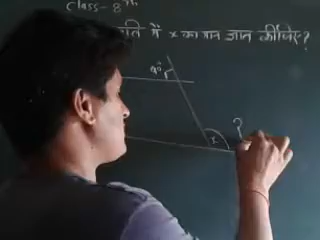 class-8th
में x का मान ज्ञात कीजिए?
90°
x
?